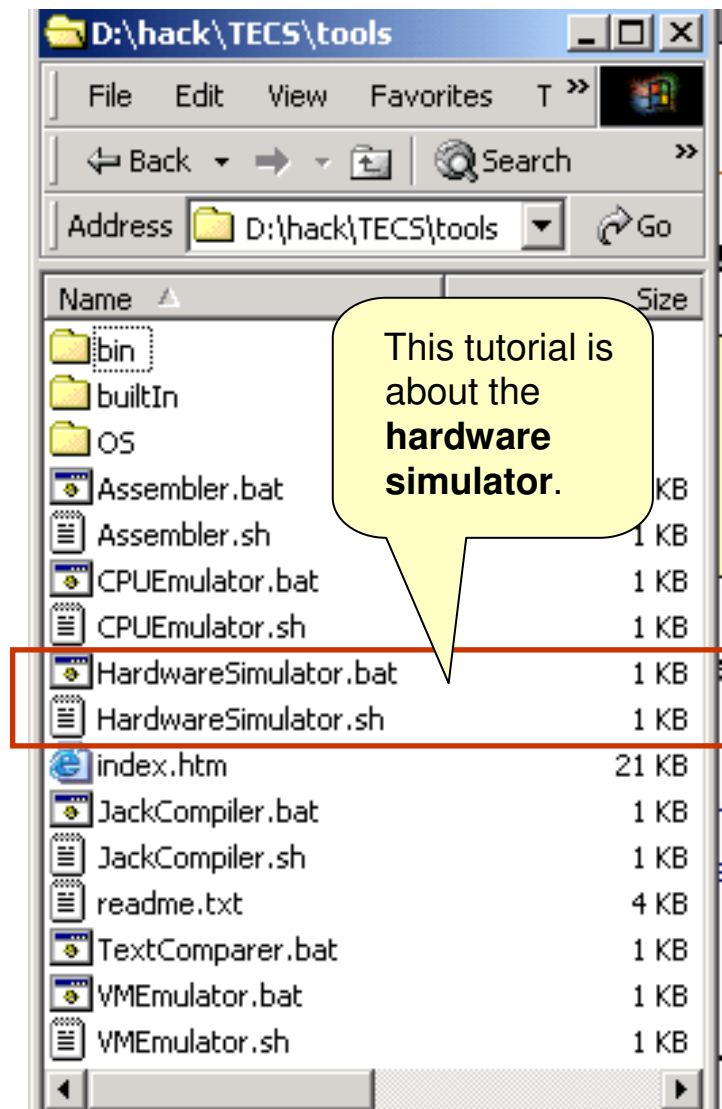 D:\hack\TECS\tools
File Edit View Favorites T »
Back Search »
Address D:\hack\TECS\tools Go
Name Size
bin
builtIn
OS
This tutorial is
about the
hardware
simulator.
Assembler.bat KB
Assembler.sh 1 KB
CPUEmulator.bat 1 KB
CPUEmulator.sh 1 KB
HardwareSimulator.bat 1 KB
HardwareSimulator.sh 1 KB
index.htm 21 KB
JackCompiler.bat 1 KB
JackCompiler.sh 1 KB
readme.txt 4 KB
TextComparer.bat 1 KB
VMEmulator.bat 1 KB
VMEmulator.sh 1 KB